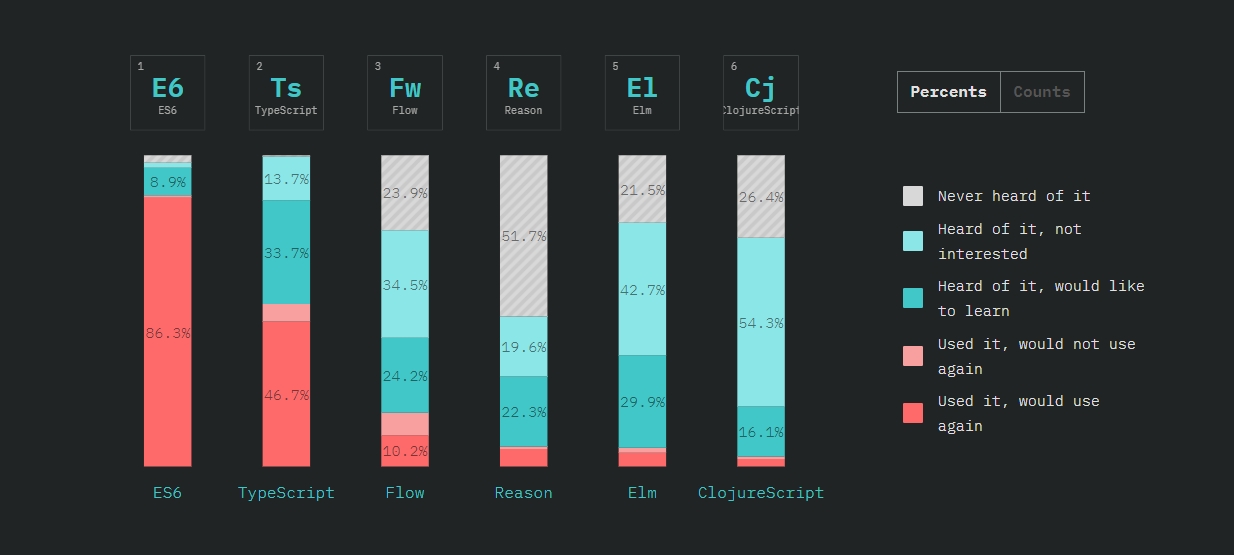 1
E6
ES6
2
Ts
TypeScript
3
Fw
Flow
4
Re
Reason
5
El
Elm
6
Cj
ClojureScript
Percents
Counts
8.9%
86.3%
13.7%
33.7%
46.7%
23.9%
34.5%
24.2%
10.2%
51.7%
19.6%
22.3%
21.5%
42.7%
29.9%
26.4%
54.3%
16.1%
ES6
TypeScript
Flow
Reason
Elm
ClojureScript
Never heard of it
Heard of it, not
interested
Heard of it, would like
to learn
Used it, would not use
again
Used it, would use
again